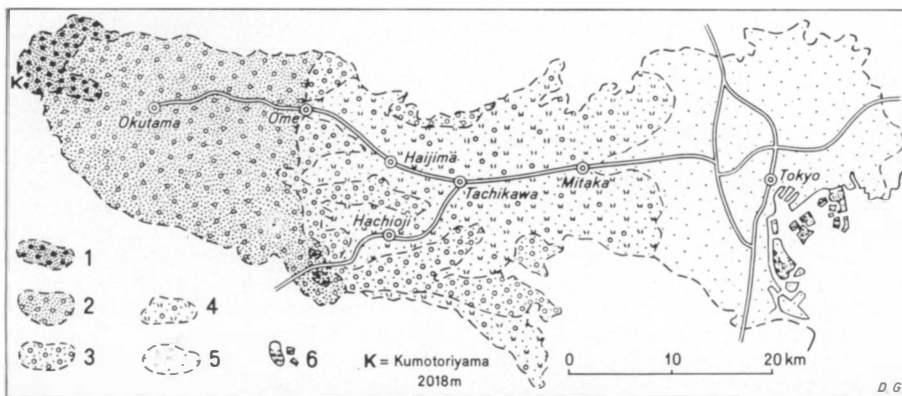 K
Okutama
Ome
Haijima
Tachikawa
Mitaka
Tokyo
Hachioji
1
2
3
4
5
6
K = Kumotoriyama
2018m
0 10 20 km
D. G.